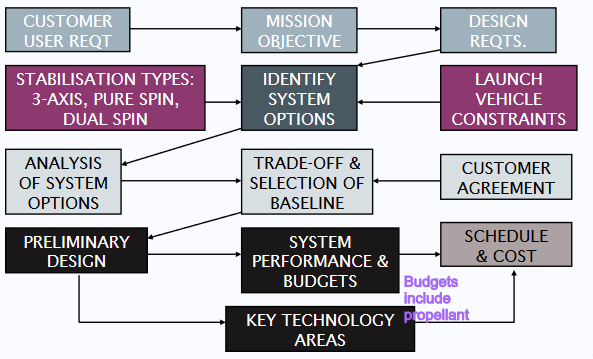 CUSTOMER
USER REQT
MISSION
OBJECTIVE
DESIGN
REQTS.
STABILISATION TYPES:
3-AXIS, PURE SPIN,
DUAL SPIN
IDENTIFY
SYSTEM
OPTIONS
LAUNCH
VEHICLE
CONSTRAINTS
ANALYSIS
OF SYSTEM
OPTIONS
TRADE-OFF &
SELECTION OF
BASELINE
CUSTOMER
AGREEMENT
PRELIMINARY
DESIGN
SYSTEM
PERFORMANCE &
BUDGETS
SCHEDULE
& COST
Budgets
include
propellant
KEY TECHNOLOGY
AREAS